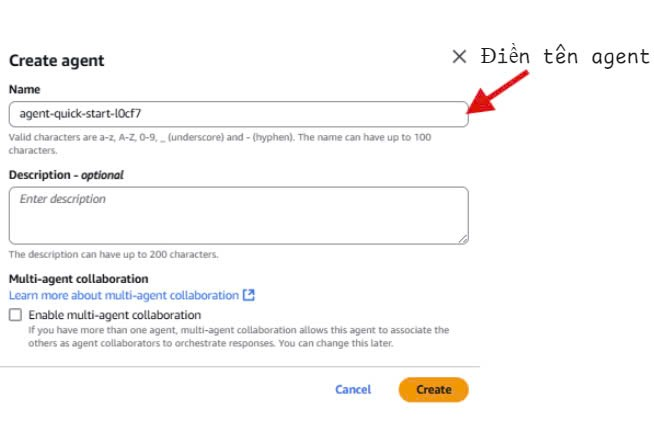 Create agent
Điền tên agent
Name
agent-quick-start-l0cf7
Valid characters are a-z, A-Z, 0-9, _ (underscore) and - (hyphen). The name can have up to 100
characters.
Description - optional
Enter description
The description can have up to 200 characters.
Multi-agent collaboration
Learn more about multi-agent collaboration
Enable multi-agent collaboration
If you have more than one agent, multi-agent collaboration allows this agent to associate the
others as agent collaborators to orchestrate responses. You can change this later.
Cancel
Create